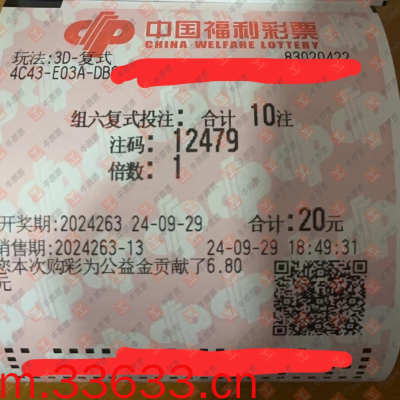 中国福利彩票
CHINA WELFARE LOTTERY
玩法:3D-复式
83020422
4C43-E03A-DB
组六复式投注: 合计 10注
注码: 12479
倍数: 1
开奖期:2024263 24-09-29 合计:20元
销售期:2024263-13 24-09-29 18:49:31
您本次购彩为公益金贡献了6.80
元
m.33633.cn